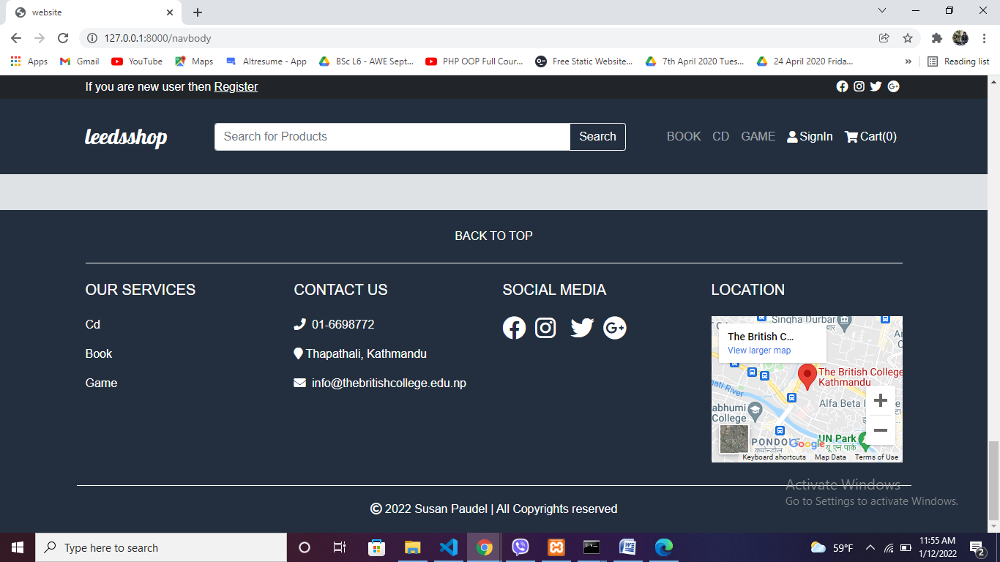 website
127.0.0.1:8000/navbody
Apps Gmail YouTube Maps Altresume - App BSc L6 - AWE Sept... PHP OOP Full Cour... Free Static Website... 7th April 2020 Tues... 24 April 2020 Frida... » Reading list
If you are new user then Register
leedsshop Search for Products Search BOOK CD GAME SignIn Cart(0)
BACK TO TOP
OUR SERVICES CONTACT US SOCIAL MEDIA LOCATION
Cd
Book
Game
01-6698772
Thapathali, Kathmandu
info@thebritishcollege.edu.np
Singha Durbar
The British C...
View larger map
The British College
Kathmandu
mati River
Alfa Beta I
abhumi
College
UN Park
यू एन पार्क
UPONDOLE
कुपोन्डोल
Google
Keyboard shortcuts Map Data Terms of Use
Activate Windows
Go to Settings to activate Windows.
© 2022 Susan Paudel | All Copyrights reserved
Type here to search
59°F
11:55 AM
1/12/2022
2